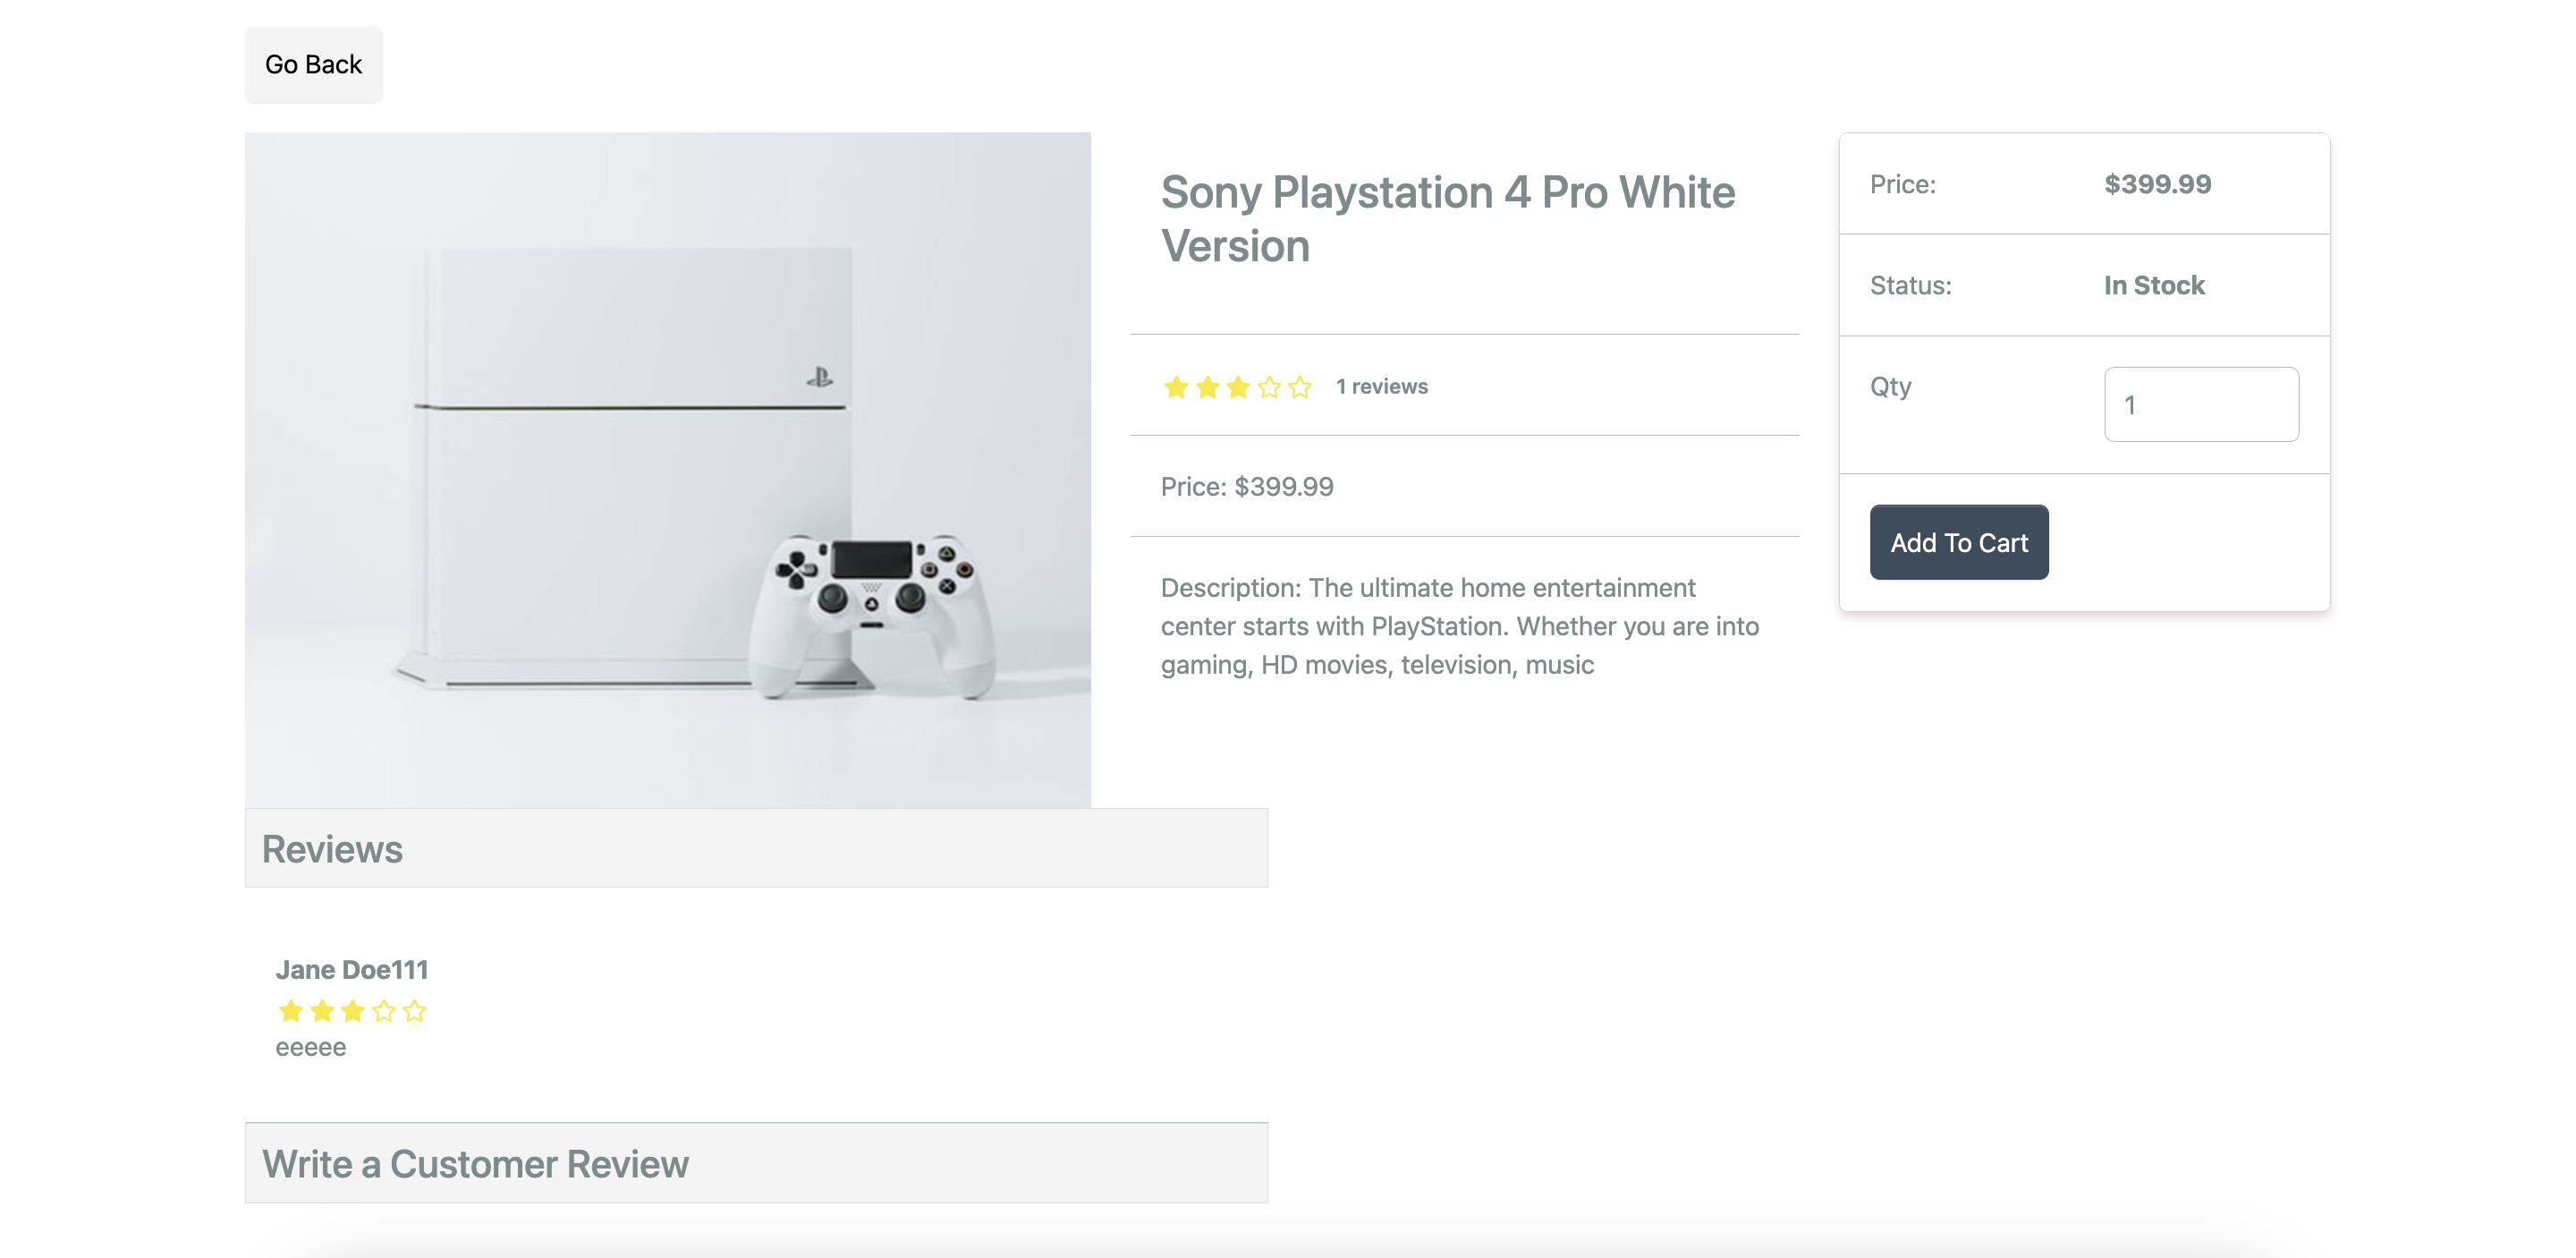 Go Back
Sony Playstation 4 Pro White
Version
1 reviews
Price: $399.99
Description: The ultimate home entertainment
center starts with PlayStation. Whether you are into
gaming, HD movies, television, music
Price: $399.99
Status: In Stock
Qty 1
Add To Cart
Reviews
Jane Doe111
eeeee
Write a Customer Review